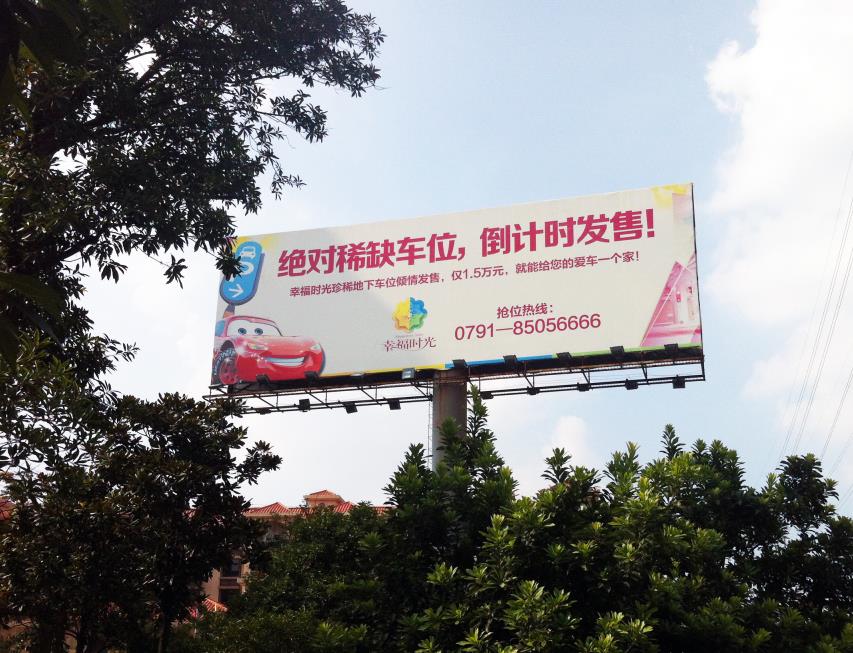 绝对稀缺车位，倒计时发售！
幸福时光珍稀地下车位倾情发售，仅1.5万元，就能给您的爱车一个家！
抢位热线：
0791—85056666
幸福时光